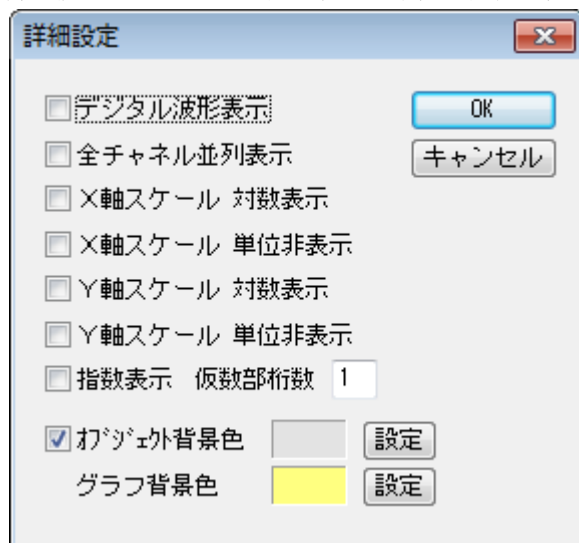 詳細設定
デジタル波形表示 OK
全チャネル並列表示 キャンセル
X軸スケール 対数表示
X軸スケール 単位非表示
Y軸スケール 対数表示
Y軸スケール 単位非表示
指数表示 仮数部桁数 1
オブジェクト背景色 設定
グラフ背景色 設定